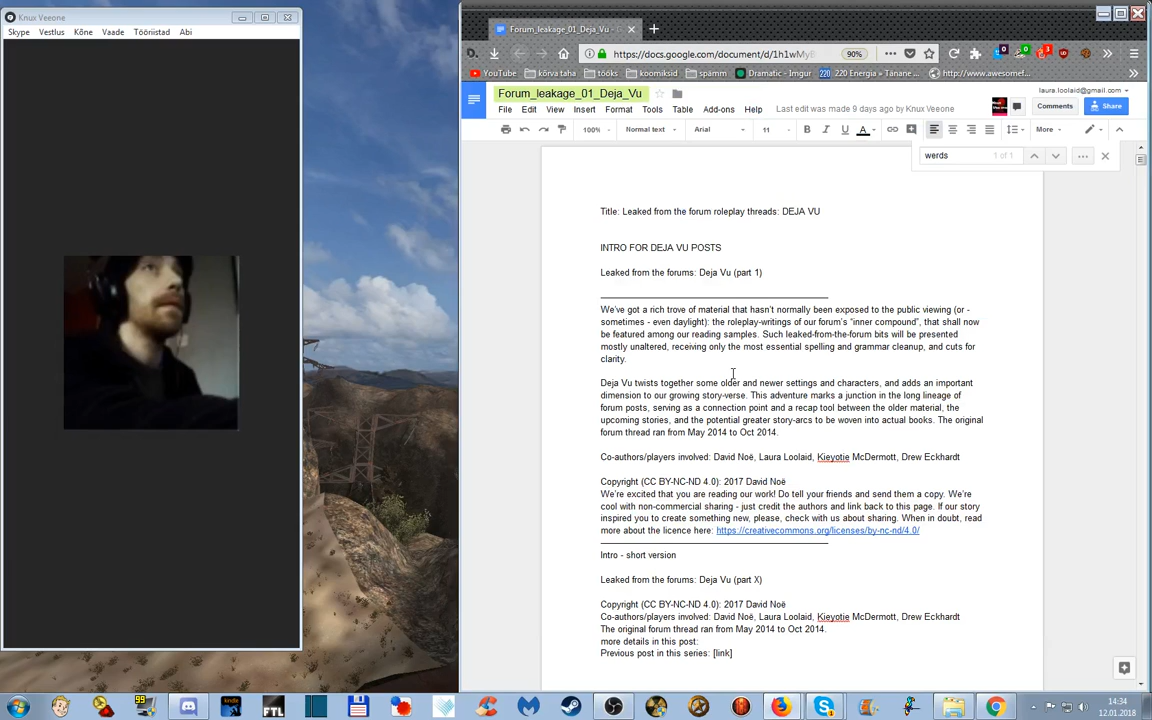 Knux Veeone
Skype Vestlus Kõne Vaade Tööriistad Abi
Forum_leakage_01_Deja_Vu - G
https://docs.google.com/document/d/1h1wMyl
90%
YouTube
kõrva taha
tööks
koomiksid
spämm
Dramatic - Imgur
220 Energia » Tänane ...
http://www.awesomef...
Forum_leakage_01_Deja_Vu
laura.loolaid@gmail.com
File Edit View Insert Format Tools Table Add-ons Help
Last edit was made 9 days ago by Knux Veeone
Comments
Share
100%
Normal text
Arial
11
B I U A
More
werds
1 of 1
Title: Leaked from the forum roleplay threads: DEJA VU
INTRO FOR DEJA VU POSTS
Leaked from the forums: Deja Vu (part 1)
We've got a rich trove of material that hasn't normally been exposed to the public viewing (or -
sometimes - even daylight): the roleplay-writings of our forum's "inner compound", that shall now
be featured among our reading samples. Such leaked-from-the-forum bits will be presented
mostly unaltered, receiving only the most essential spelling and grammar cleanup, and cuts for
clarity.
Deja Vu twists together some older and newer settings and characters, and adds an important
dimension to our growing story-verse. This adventure marks a junction in the long lineage of
forum posts, serving as a connection point and a recap tool between the older material, the
upcoming stories, and the potential greater story-arcs to be woven into actual books. The original
forum thread ran from May 2014 to Oct 2014.
Co-authors/players involved: David Noë, Laura Loolaid, Kieyotie McDermott, Drew Eckhardt
Copyright (CC BY-NC-ND 4.0): 2017 David Noë
We're excited that you are reading our work! Do tell your friends and send them a copy. We're
cool with non-commercial sharing - just credit the authors and link back to this page. If our story
inspired you to create something new, please, check with us about sharing. When in doubt, read
more about the licence here: https://creativecommons.org/licenses/by-nc-nd/4.0/
Intro - short version
Leaked from the forums: Deja Vu (part X)
Copyright (CC BY-NC-ND 4.0): 2017 David Noë
Co-authors/players involved: David Noë, Laura Loolaid, Kieyotie McDermott, Drew Eckhardt
The original forum thread ran from May 2014 to Oct 2014.
more details in this post:
Previous post in this series: [link]
99
kindle
FTL
14:34
12.01.2018